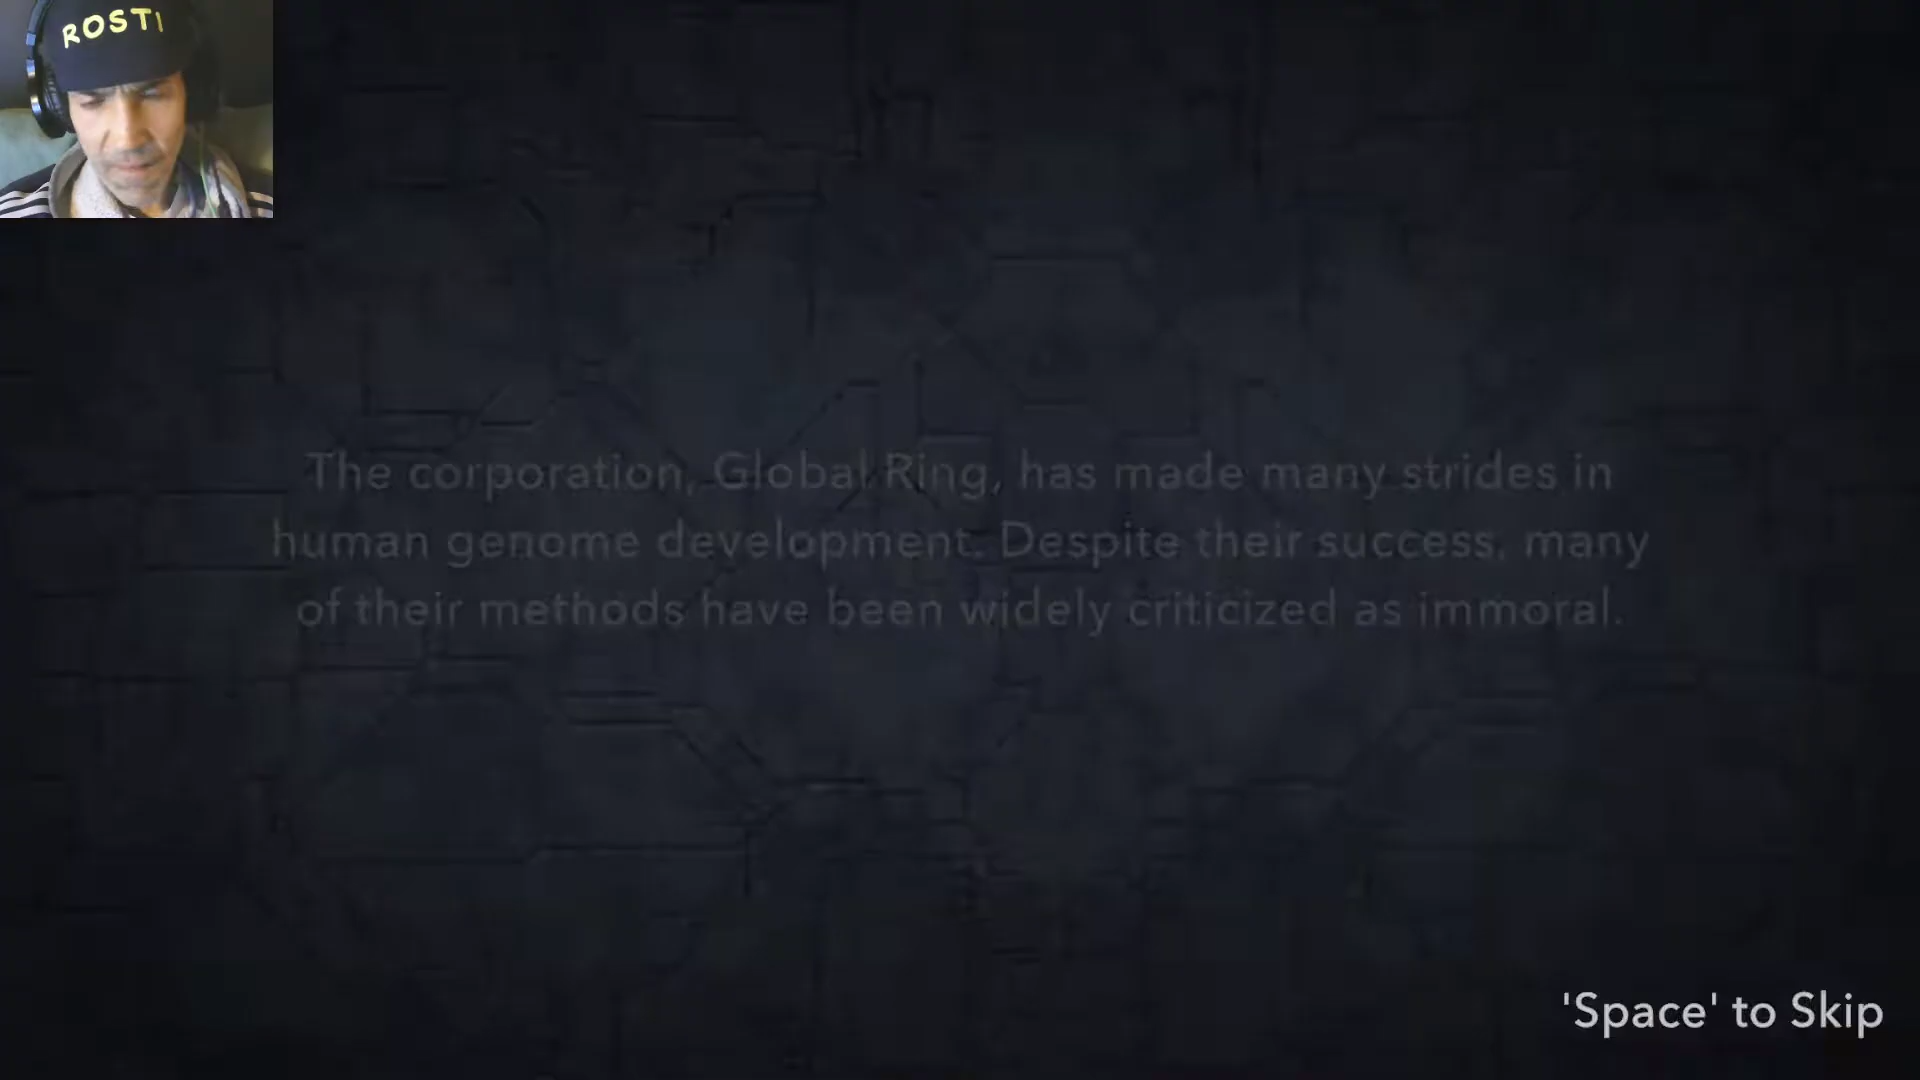 ROSTI
The corporation, Global Ring, has made many strides in
human genome development. Despite their success, many
of their methods have been widely criticized as immoral.
'Space' to Skip